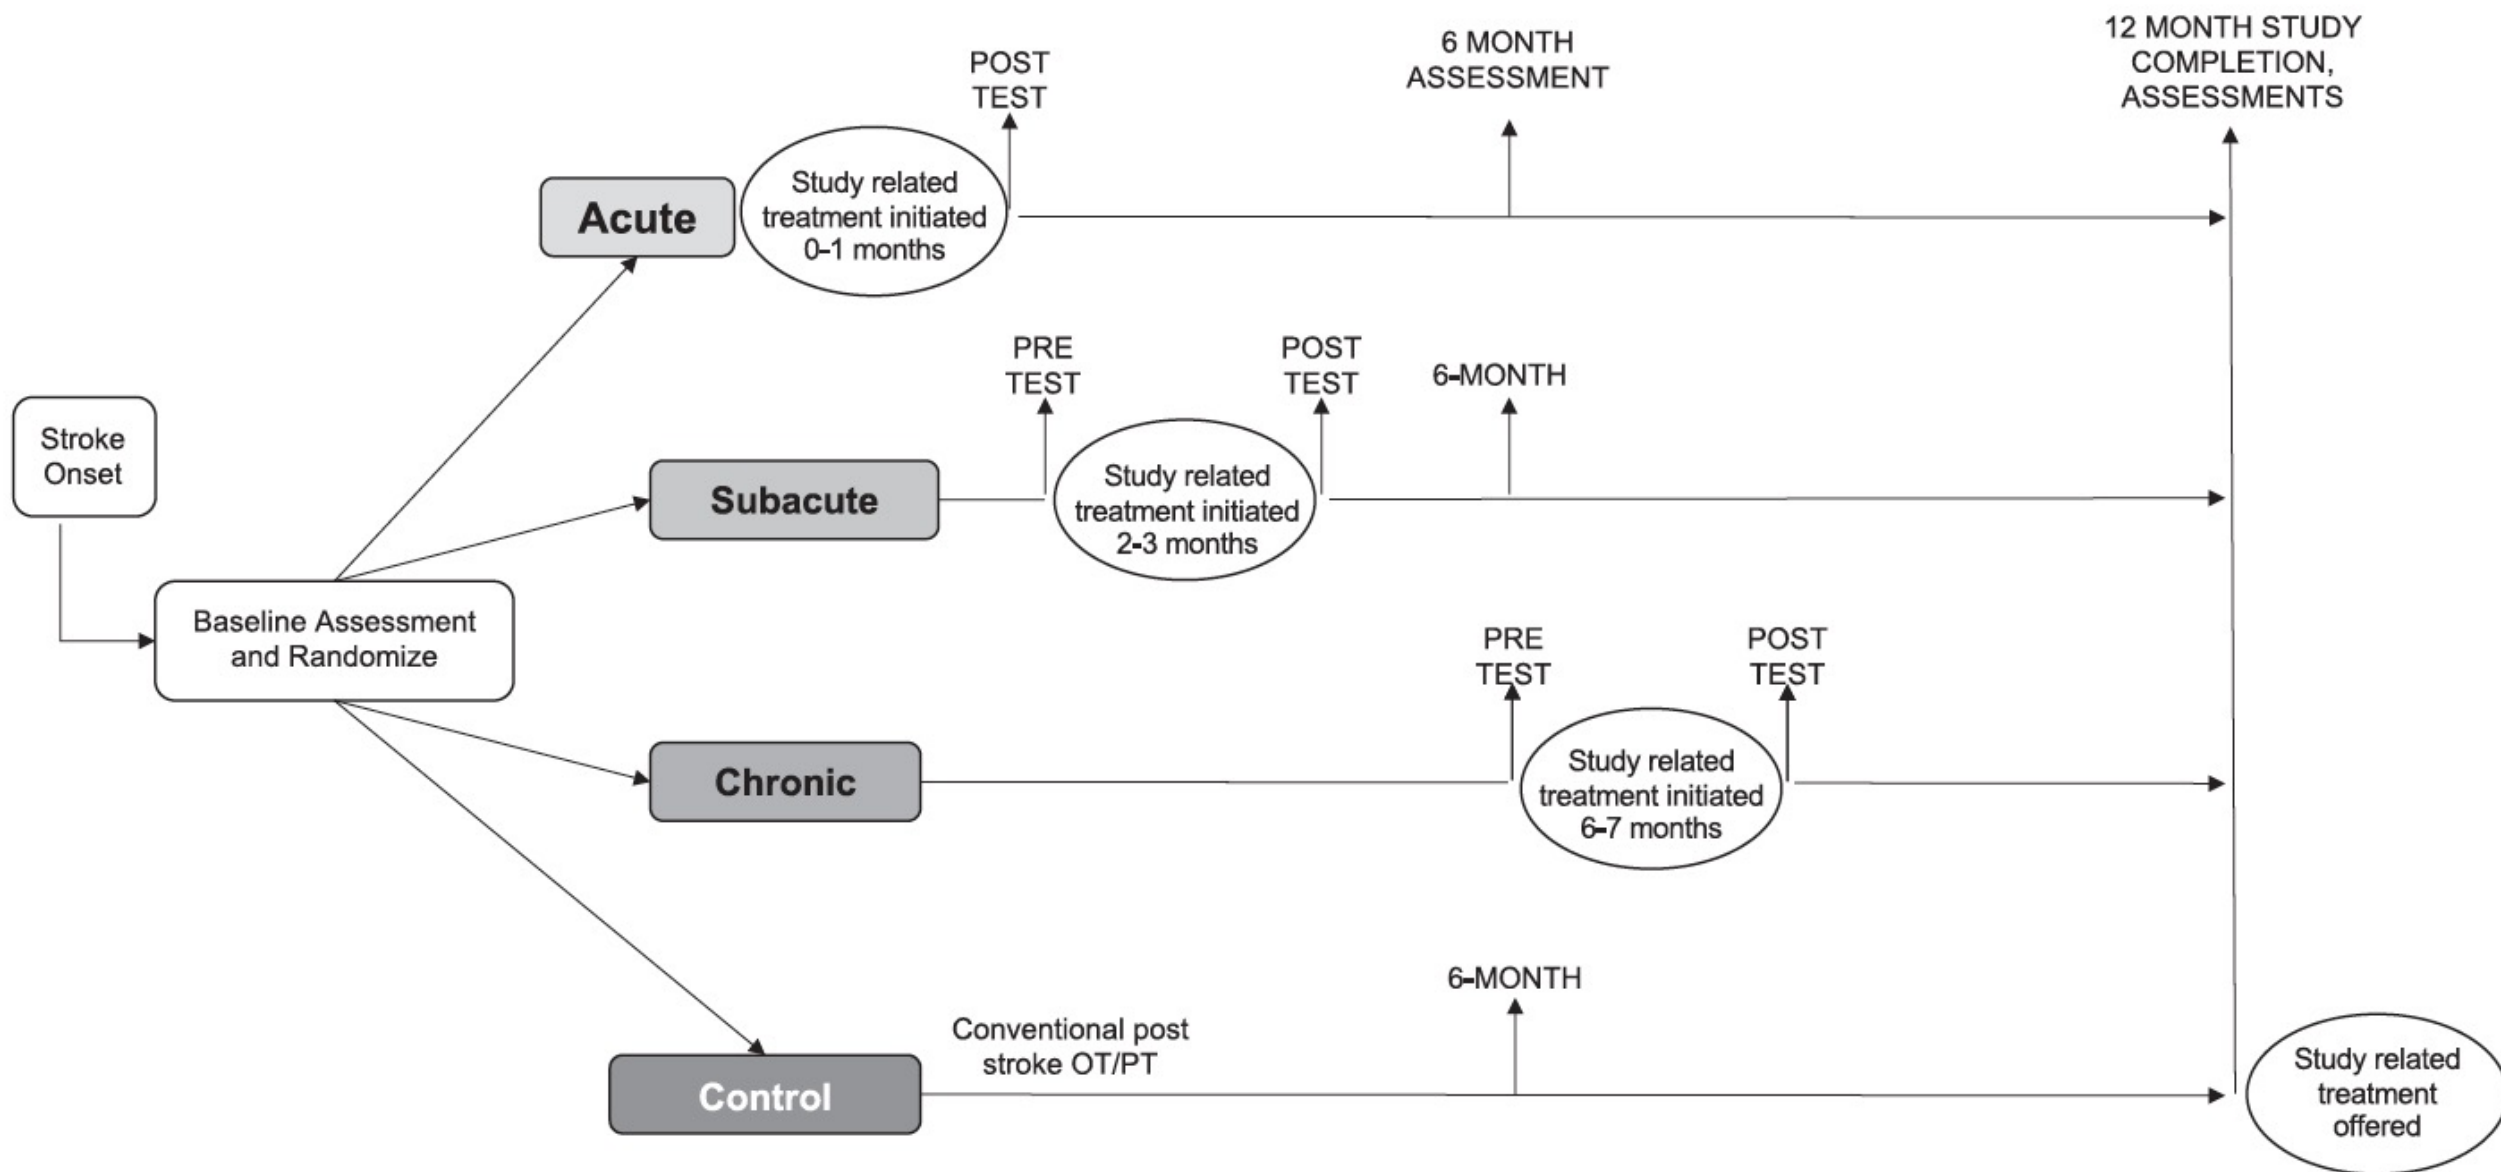 POST
TEST
6 MONTH
ASSESSMENT
12 MONTH STUDY
COMPLETION,
ASSESSMENTS
Acute
Study related
treatment initiated
0–1 months
PRE
TEST
POST
TEST
6-MONTH
Stroke
Onset
Subacute
Study related
treatment initiated
2-3 months
Baseline Assessment
and Randomize
PRE
TEST
POST
TEST
Chronic
Study related
treatment initiated
6-7 months
6-MONTH
Conventional post
stroke OT/PT
Control
Study related
treatment
offered